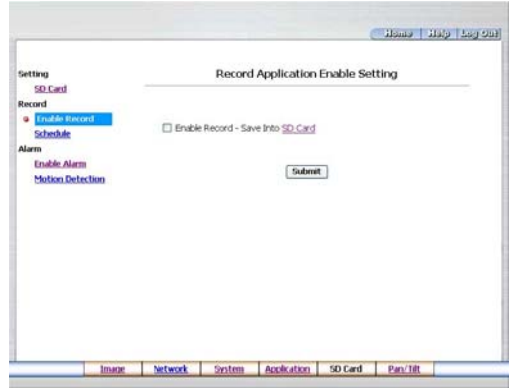 Home Help Log Out
Setting
SD Card
Record
Enable Record
Schedule
Alarm
Enable Alarm
Motion Detection
Record Application Enable Setting
Enable Record - Save Into SD Card
Submit
Image Network System Application SD Card Pan/Tilt